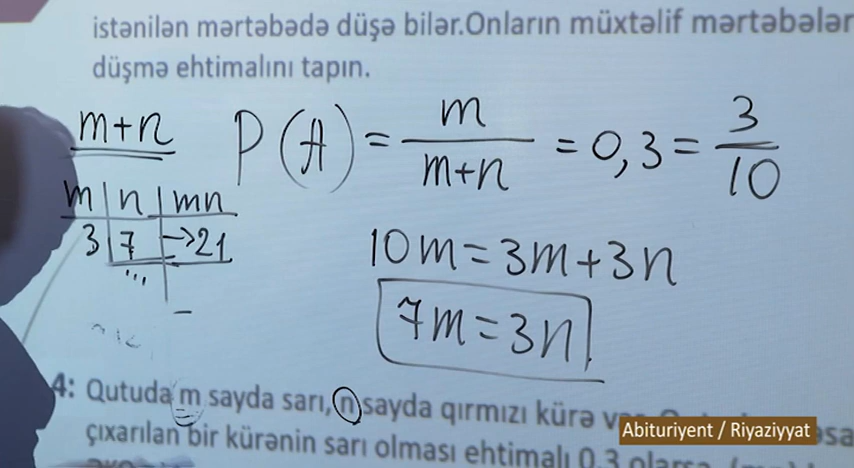 istənilən mərtəbədə düşə bilər.Onların müxtəlif mərtəbələr
düşmə ehtimalını tapın.
m+n
P(A) = m/(m+n) = 0,3 = 3/10
m | n | mn
3 | 7 → 21
...
10m=3m+3n
7m=3n
4: Qutuda m sayda sarı, n sayda qırmızı kürə
çıxarılan bir kürənin sarı olması ehtimalı 0,3
Abituriyent / Riyaziyyat